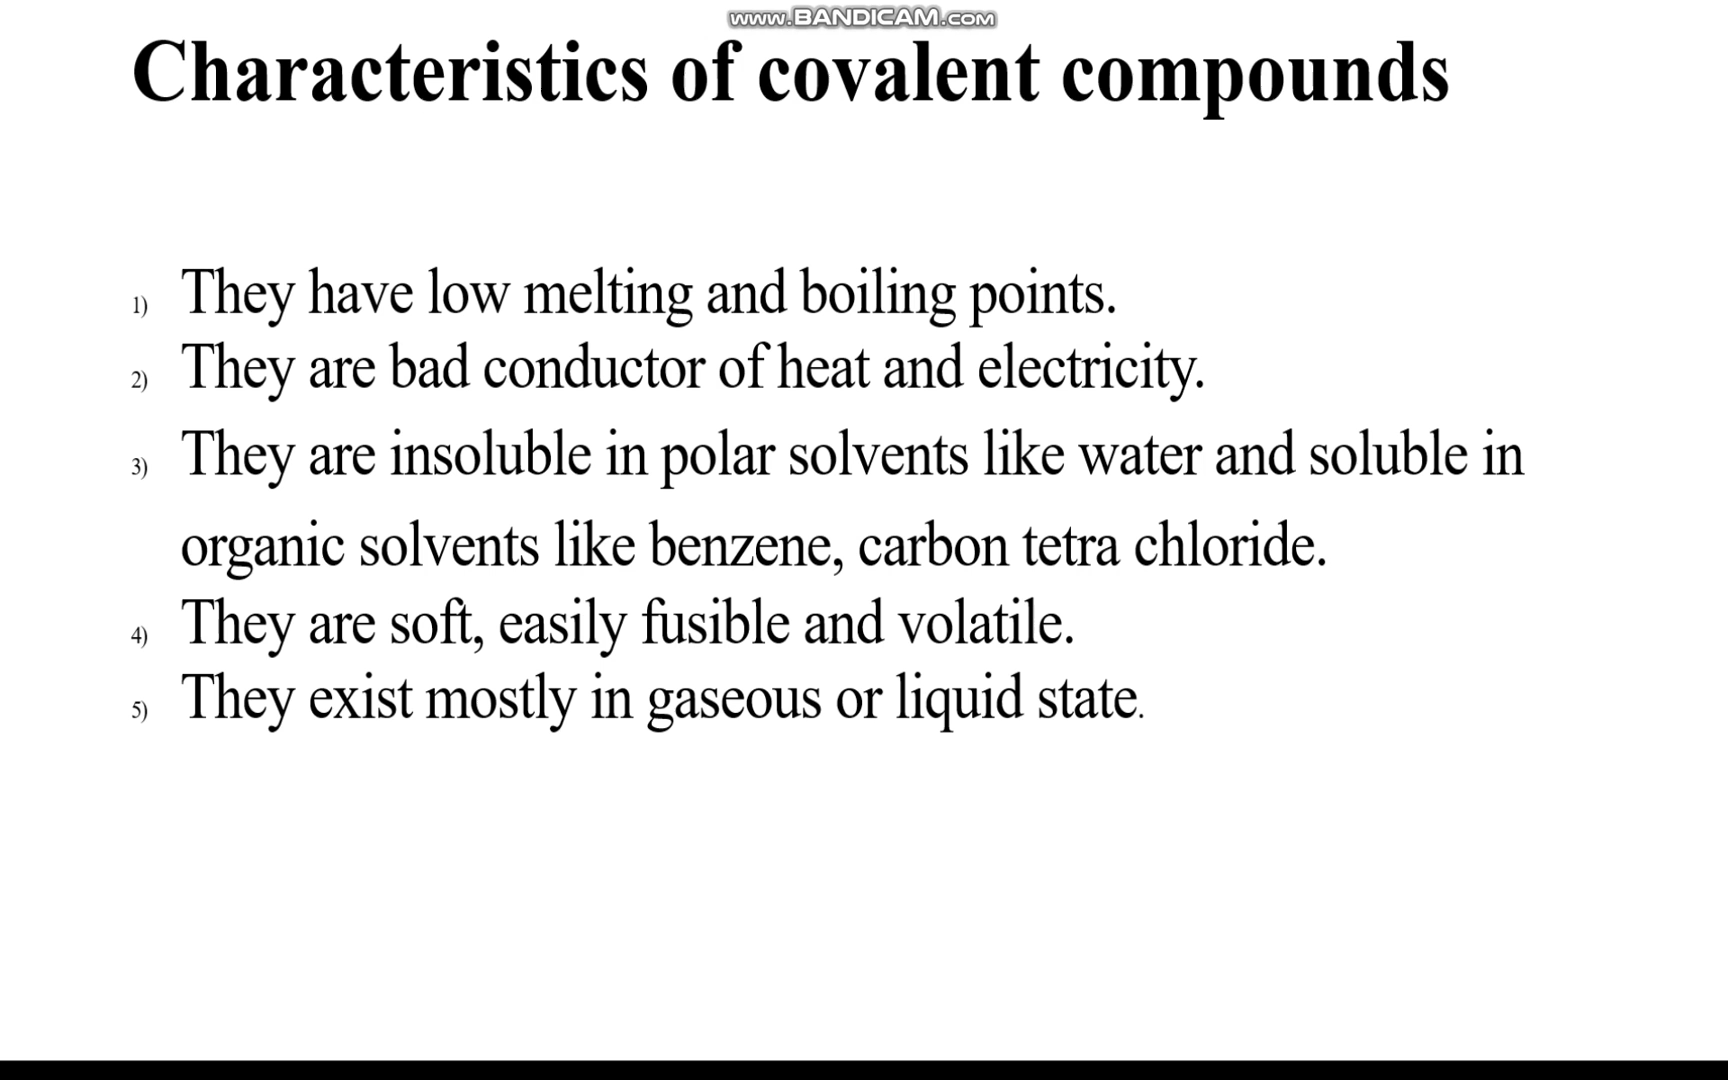 www.BANDICAM.com
Characteristics of covalent compounds
1) They have low melting and boiling points.
2) They are bad conductor of heat and electricity.
3) They are insoluble in polar solvents like water and soluble in
organic solvents like benzene, carbon tetra chloride.
4) They are soft, easily fusible and volatile.
5) They exist mostly in gaseous or liquid state.